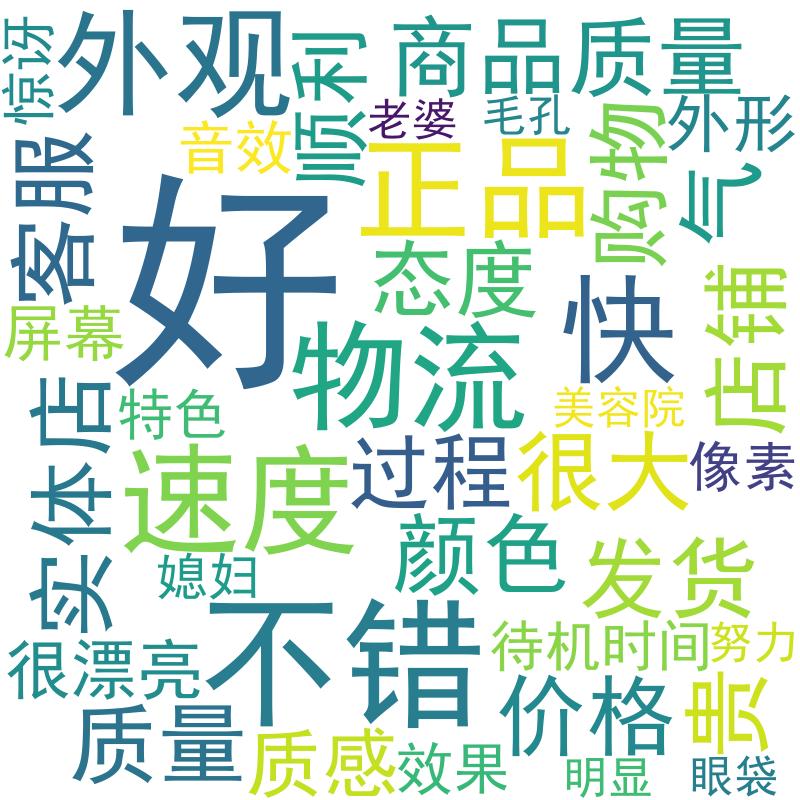 惊讶
外观
顺利
商品质量
老婆
毛孔
外形
音效
正品
购物
气
客服
好
态度
快
店铺
屏幕
物流
实体店
特色
美容院
速度
过程
很大
像素
颜色
发货
媳妇
不错
很漂亮
待机时间
努力
质量
质感
价格
贵
效果
明显
眼袋